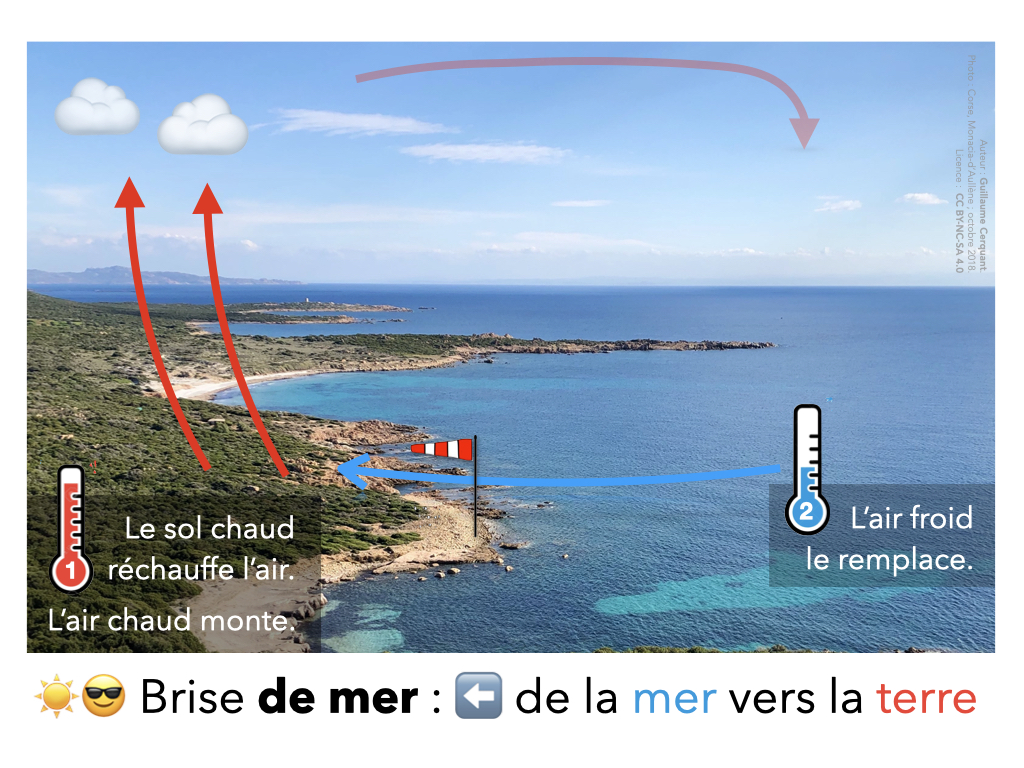 Photo : Corse, Monacia-d'Aullène ; octobre 2018.
Auteur : Guillaume Cerquant.
Licence : CC BY-NC-SA 4.0
1
Le sol chaud
réchauffe l'air.
L'air chaud monte.
2
L'air froid
le remplace.
Brise de mer : de la mer vers la terre